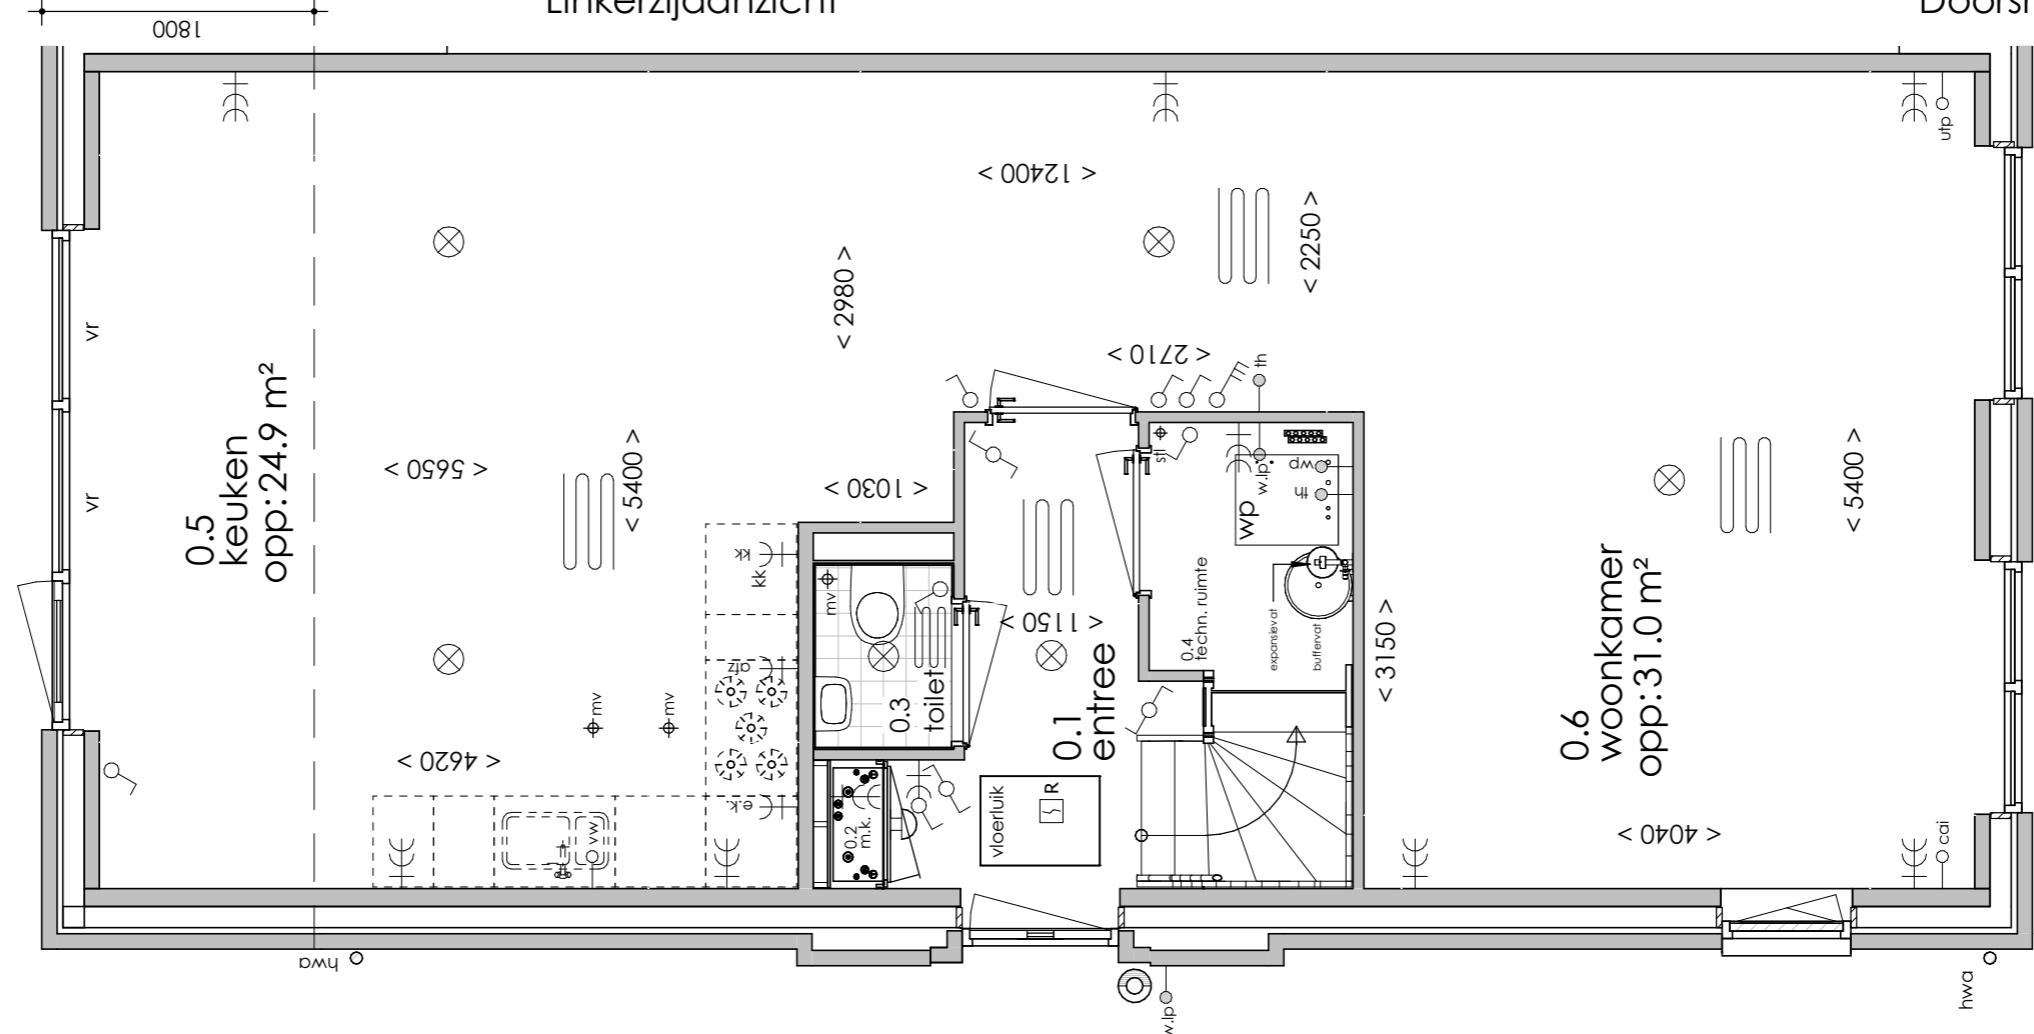 Linkerzijaanzicht
1800
< 12400 >
utp
< 2250 >
< 2980 >
vr
< 2710 >
th
0.5
keuken
opp:24.9 m²
< 5650 >
< 5400 >
< 1030 >
vr
kk
kk
afz
e.k.
mv
mv
< 4620 >
vw
mv
0.3
toilet
0.2
m.k.
< 1150 >
0.1
entree
vloerluik
R
w.lp.
wp
th
wp
0.4
techn. ruimte
expansievat
buffervat
< 3150 >
0.6
woonkamer
opp:31.0 m²
< 5400 >
< 4040 >
cai
hwa
w.lp
hwa